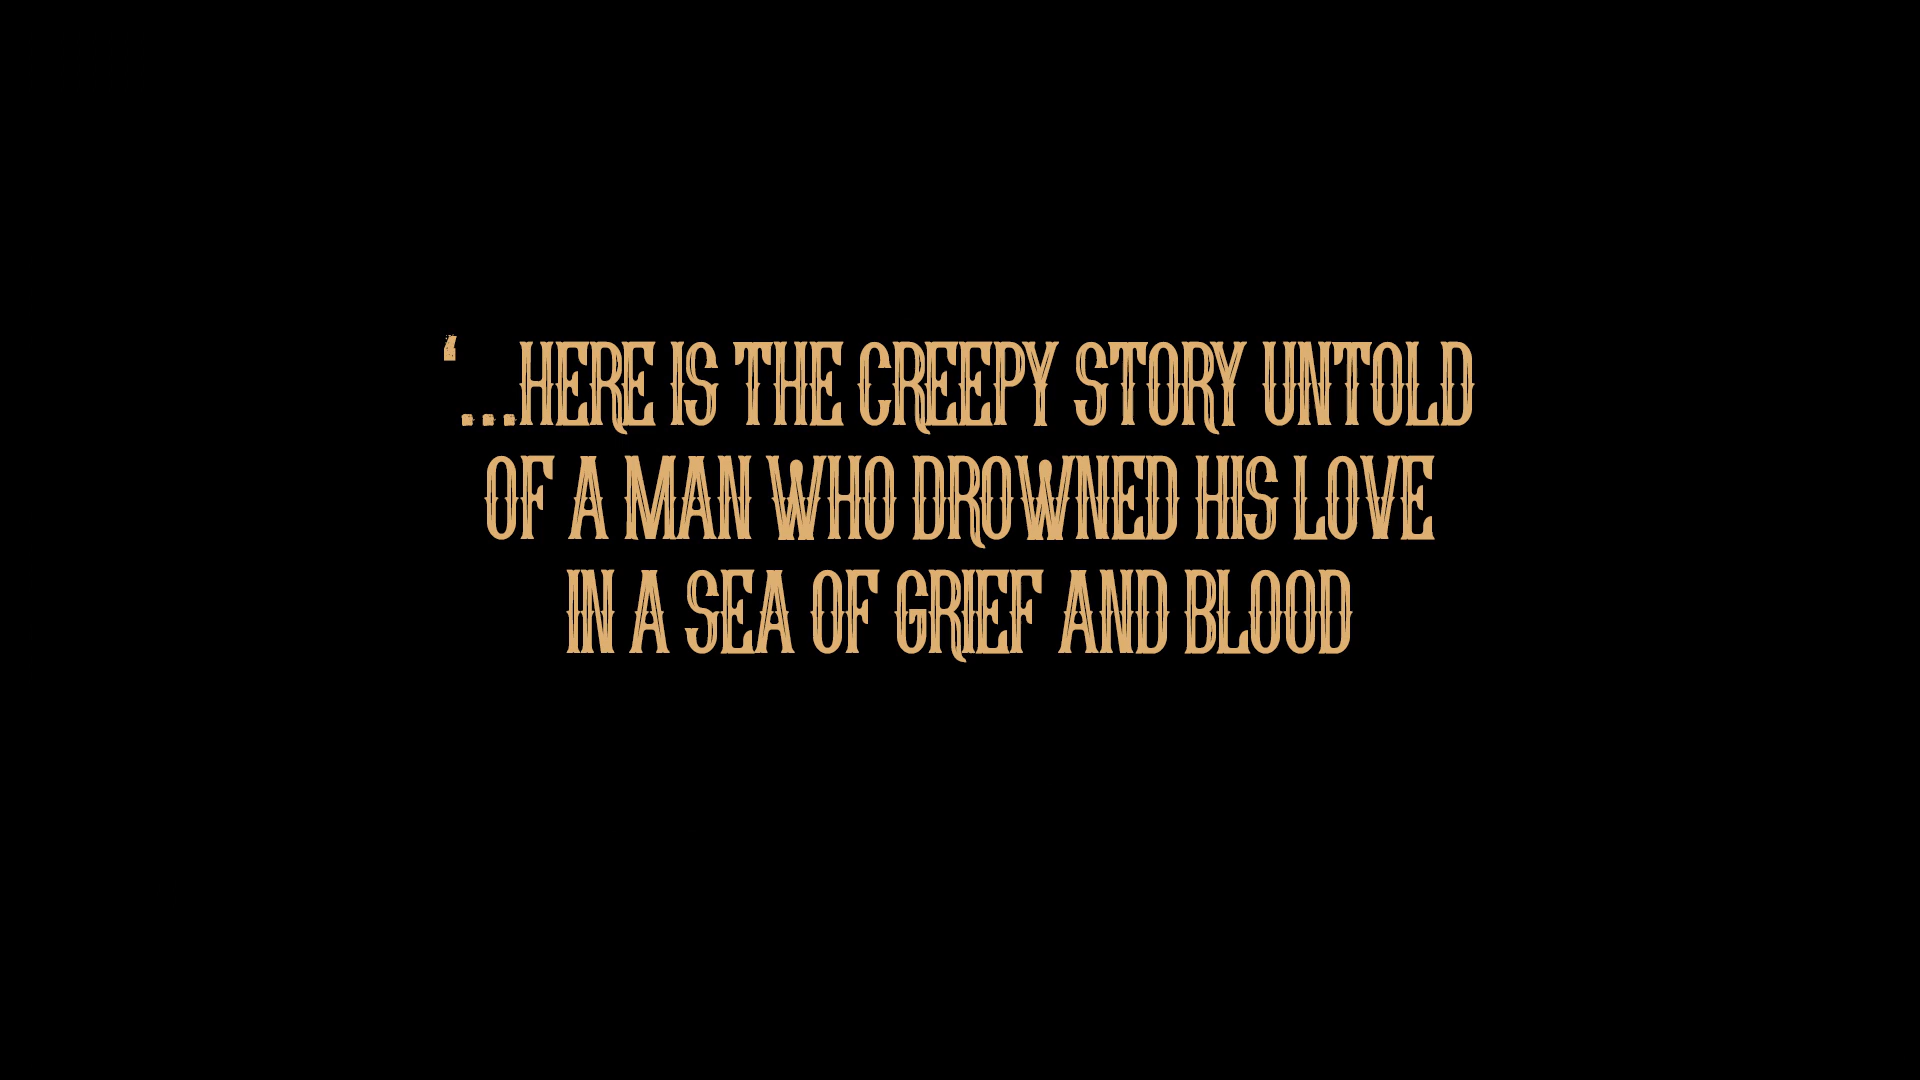 ‘...HERE IS THE CREEPY STORY UNTOLD
OF A MAN WHO DROWNED HIS LOVE
IN A SEA OF GRIEF AND BLOOD